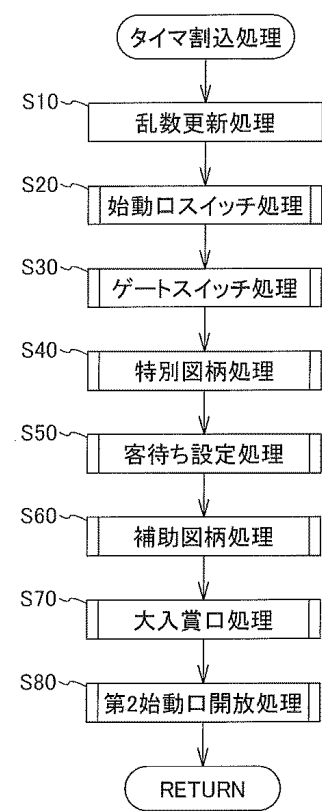 タイマ割込処理
S10
乱数更新処理
S20
始動口スイッチ処理
S30
ゲートスイッチ処理
S40
特別図柄処理
S50
客待ち設定処理
S60
補助図柄処理
S70
大入賞口処理
S80
第2始動口開放処理
RETURN